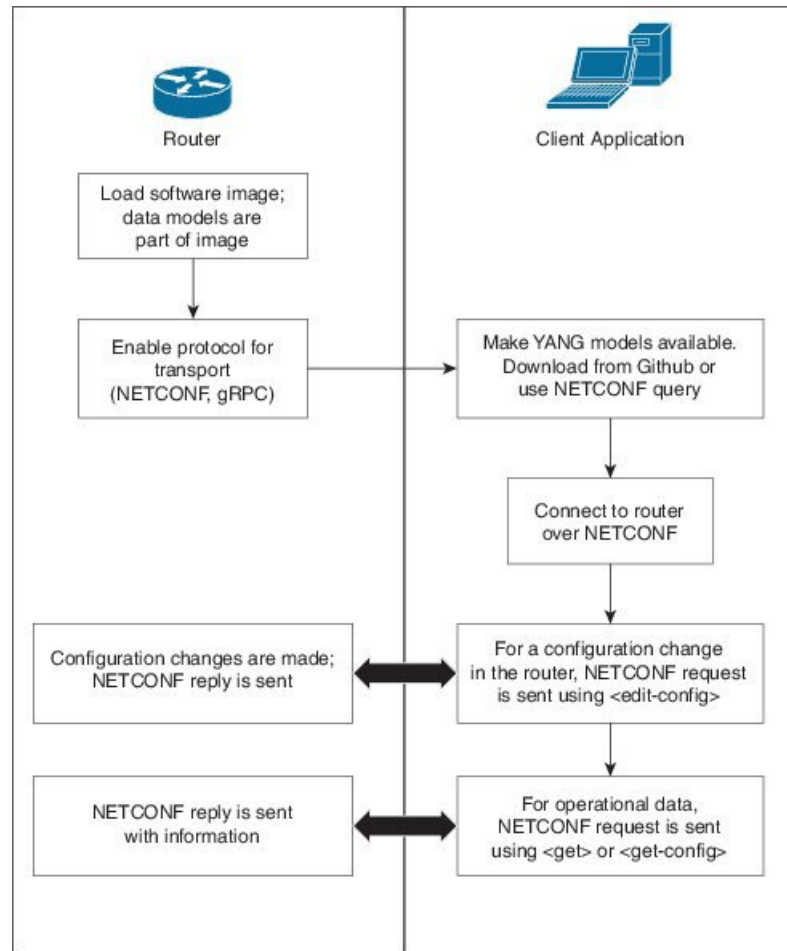 Router
Client Application
Load software image;
data models are
part of image
Enable protocol for
transport
(NETCONF, gRPC)
Make YANG models available.
Download from Github or
use NETCONF query
Connect to router
over NETCONF
Configuration changes are made;
NETCONF reply is sent
For a configuration change
in the router, NETCONF request
is sent using <edit-config>
NETCONF reply is sent
with information
For operational data,
NETCONF request is sent
using <get> or <get-config>